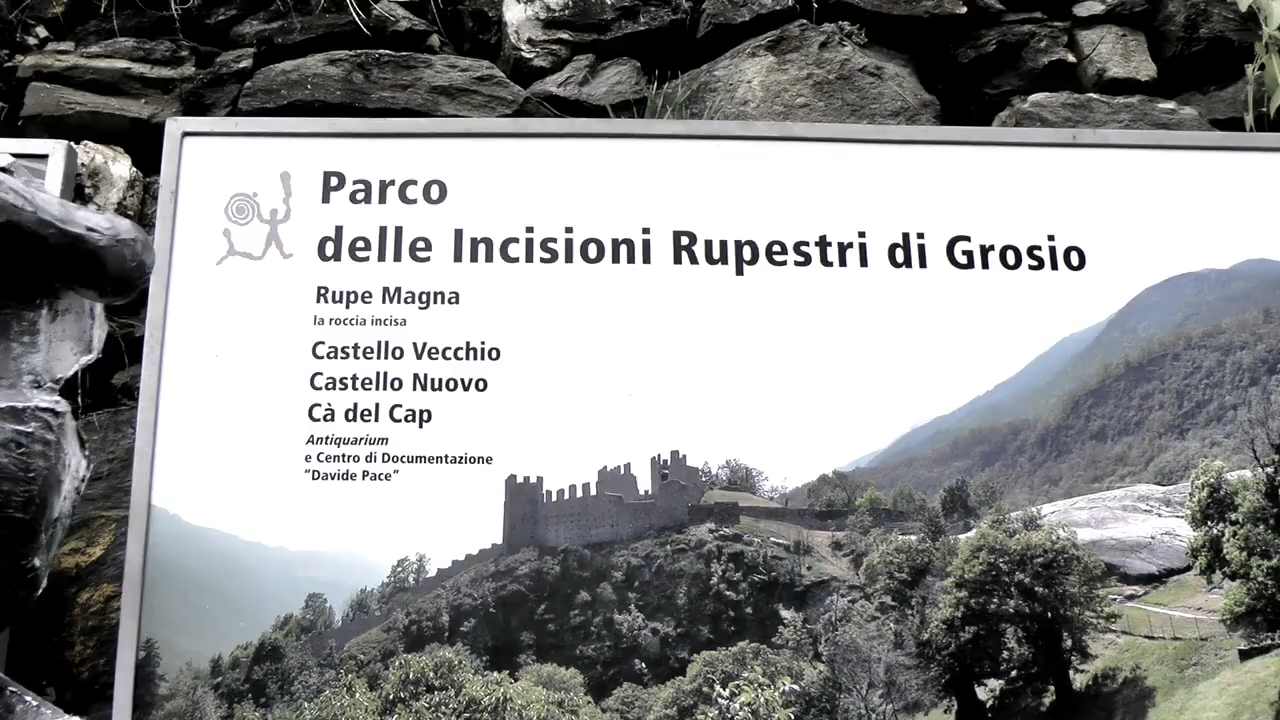 Parco
delle Incisioni Rupestri di Grosio
Rupe Magna
la roccia incisa
Castello Vecchio
Castello Nuovo
Cà del Cap
Antiquarium
e Centro di Documentazione
“Davide Pace”